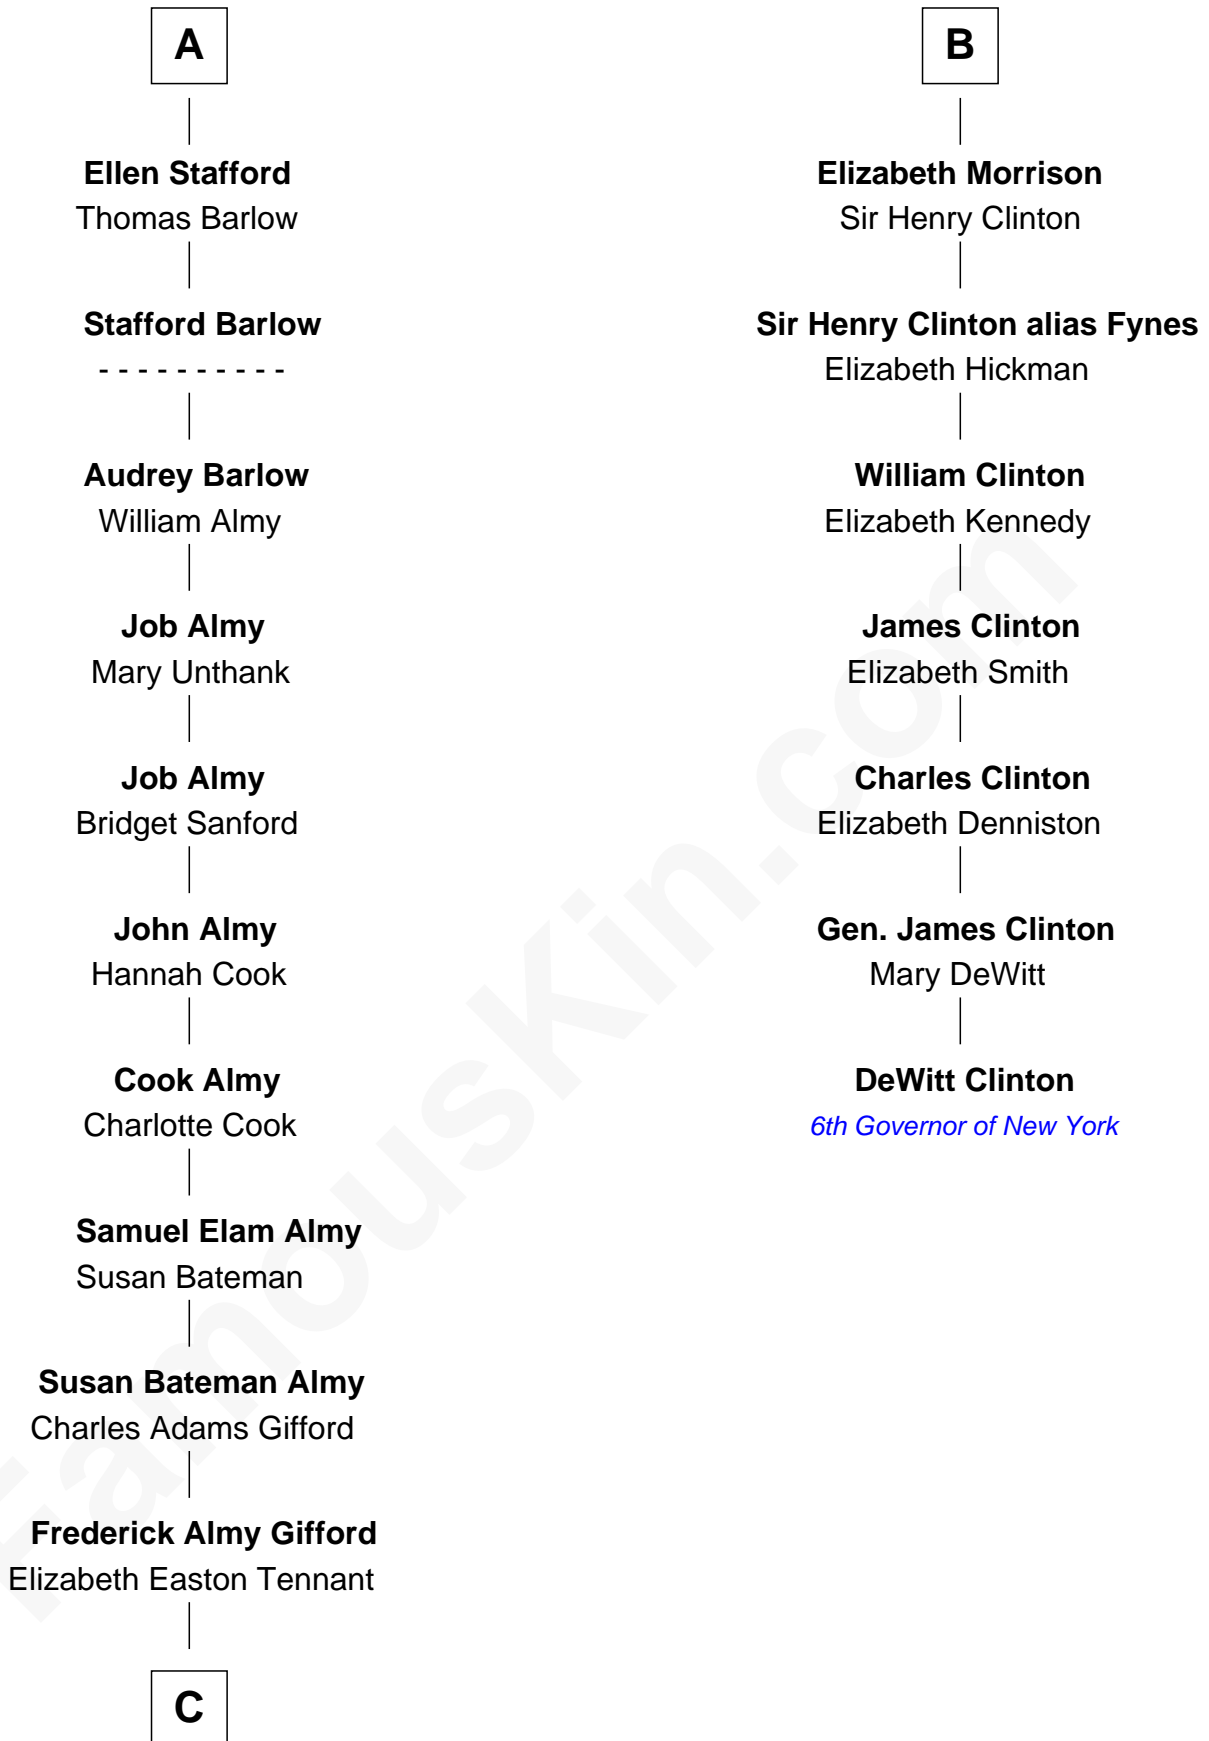 A
Ellen Stafford
Thomas Barlow
Stafford Barlow
- - - - - - - - - -
Audrey Barlow
William Almy
Job Almy
Mary Unthank
Job Almy
Bridget Sanford
John Almy
Hannah Cook
Cook Almy
Charlotte Cook
Samuel Elam Almy
Susan Bateman
Susan Bateman Almy
Charles Adams Gifford
Frederick Almy Gifford
Elizabeth Easton Tennant
C
B
Elizabeth Morrison
Sir Henry Clinton
Sir Henry Clinton alias Fynes
Elizabeth Hickman
William Clinton
Elizabeth Kennedy
James Clinton
Elizabeth Smith
Charles Clinton
Elizabeth Denniston
Gen. James Clinton
Mary DeWitt
DeWitt Clinton
6th Governor of New York
FamousKin.com